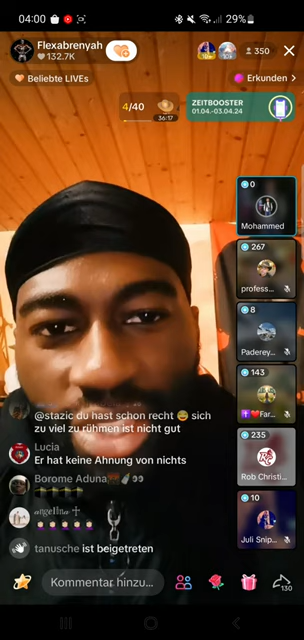 04:00
29%
Flexabrenyah
132.7K
350
Beliebte LIVEs
Erkunden
4/40
36:17
ZEITBOOSTER
01.04.-03.04.24
0
Mohammed
267
profess...
8
Paderey...
143
Far...
235
Rob Christi...
10
Juli Snip...
@stazic du hast schon recht 😅 sich
zu viel zu rühmen ist nicht gut
Lucia
Er hat keine Ahnung von nichts
Borome Aduna
angellina
tanusche ist beigetreten
Kommentar hinzu...
130